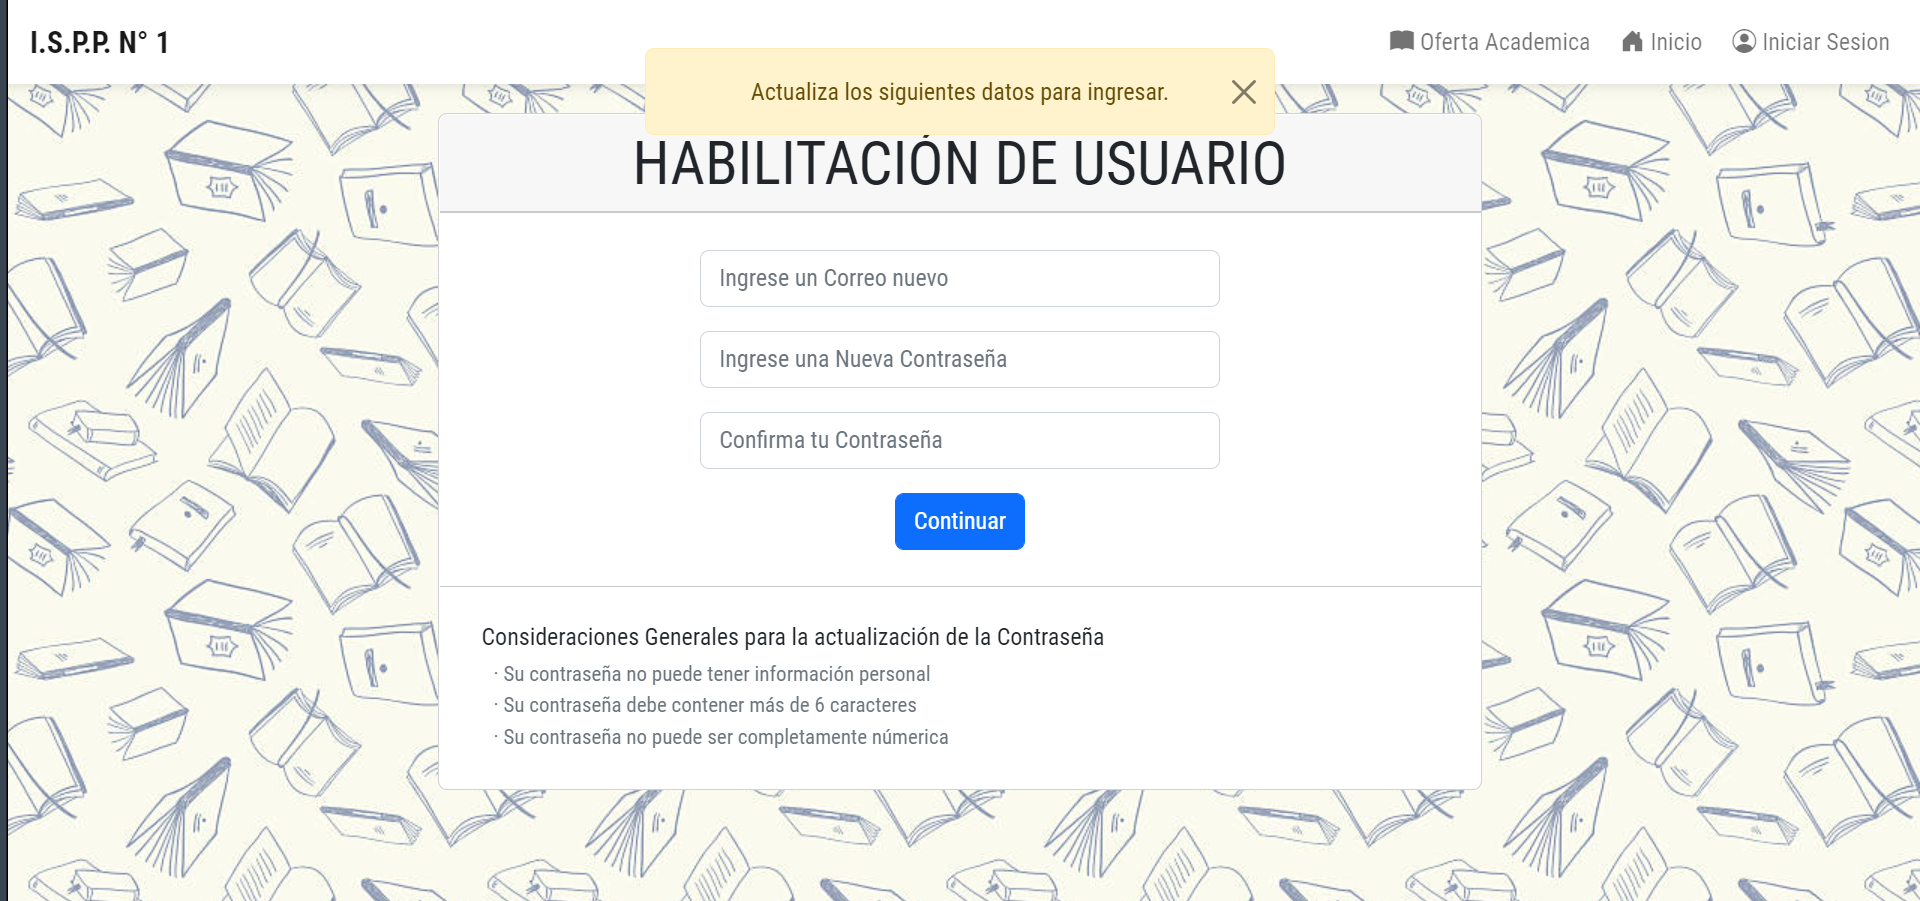 I.S.P.P. N° 1
Oferta Academica
Inicio
Iniciar Sesion
Actualiza los siguientes datos para ingresar.
HABILITACIÓN DE USUARIO
Ingrese un Correo nuevo
Ingrese una Nueva Contraseña
Confirma tu Contraseña
Continuar
Consideraciones Generales para la actualización de la Contraseña
· Su contraseña no puede tener información personal
· Su contraseña debe contener más de 6 caracteres
· Su contraseña no puede ser completamente númerica